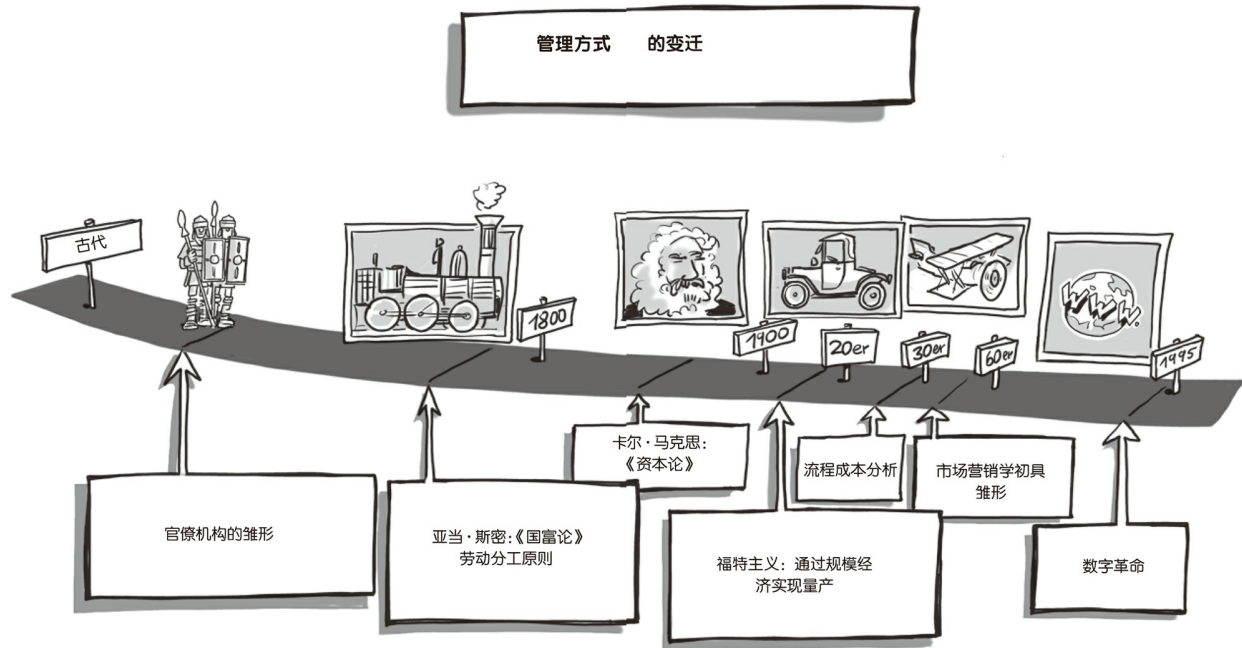 管理方式 的变迁
古代
1800
1900
20er
30er
60er
WWW.
1995
官僚机构的雏形
亚当·斯密:《国富论》
劳动分工原则
卡尔·马克思:
《资本论》
福特主义:通过规模经
济实现量产
流程成本分析
市场营销学初具
雏形
数字革命